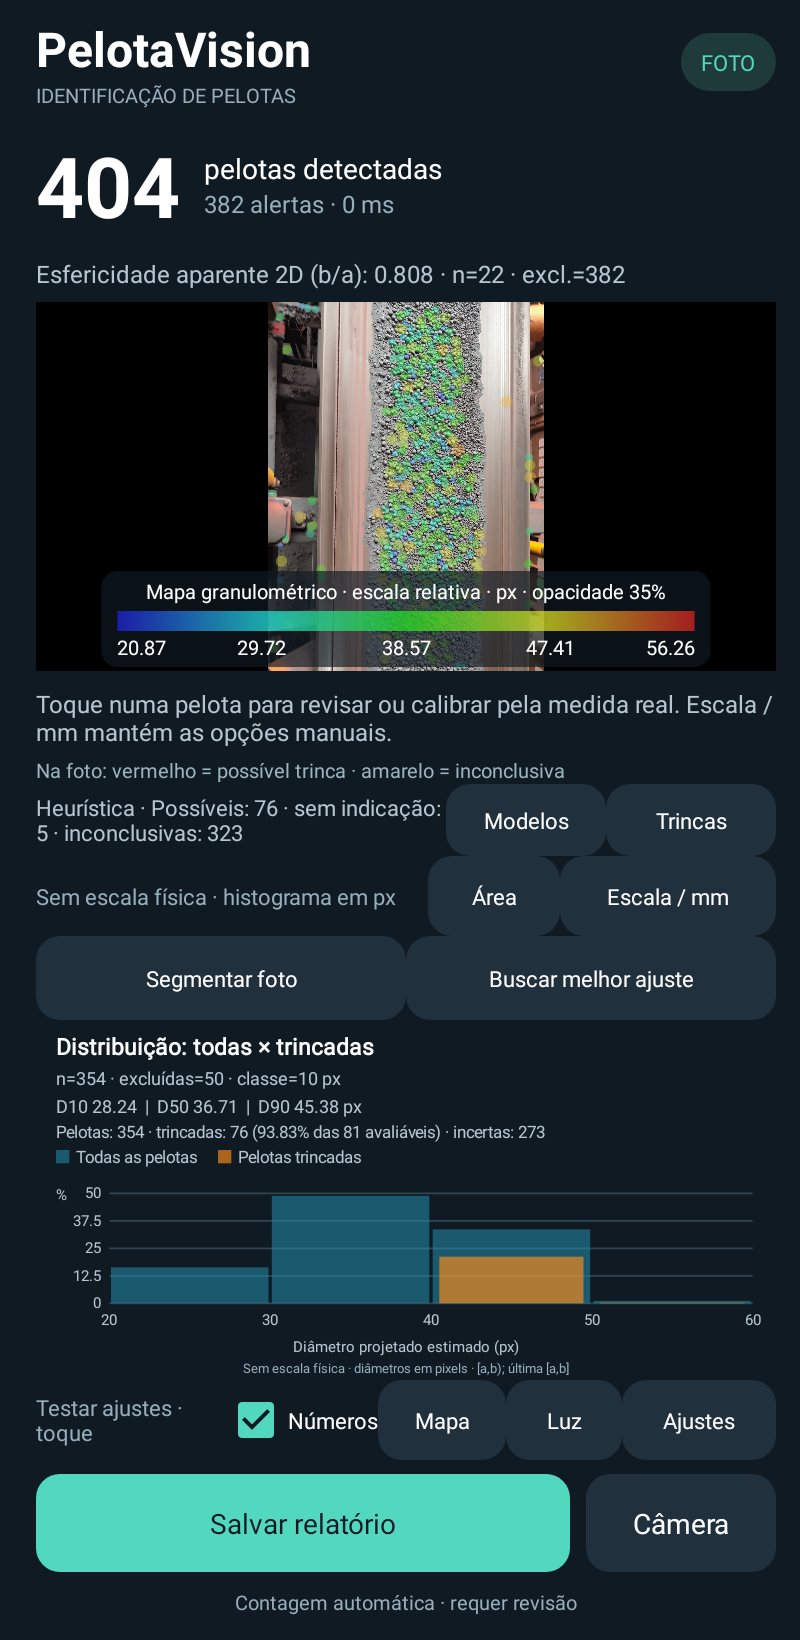 PelotaVision
IDENTIFICAÇÃO DE PELOTAS
FOTO
404
pelotas detectadas
382 alertas · 0 ms
Esfericidade aparente 2D (b/a): 0.808 · n=22 · excl.=382
Mapa granulométrico · escala relativa · px · opacidade 35%
20.87 29.72 38.57 47.41 56.26
Toque numa pelota para revisar ou calibrar pela medida real. Escala /
mm mantém as opções manuais.
Na foto: vermelho = possível trinca · amarelo = inconclusiva
Heurística · Possíveis: 76 · sem indicação:
5 · inconclusivas: 323
Modelos
Trincas
Sem escala física · histograma em px
Área
Escala / mm
Segmentar foto
Buscar melhor ajuste
Distribuição: todas × trincadas
n=354 · excluídas=50 · classe=10 px
D10 28.24 | D50 36.71 | D90 45.38 px
Pelotas: 354 · trincadas: 76 (93.83% das 81 avaliáveis) · incertas: 273
Todas as pelotas
Pelotas trincadas
% 50
37.5
25
12.5
0
20 30 40 50 60
Diâmetro projetado estimado (px)
Sem escala física · diâmetros em pixels · [a,b); última [a,b]
Testar ajustes ·
toque
Números
Mapa
Luz
Ajustes
Salvar relatório
Câmera
Contagem automática · requer revisão